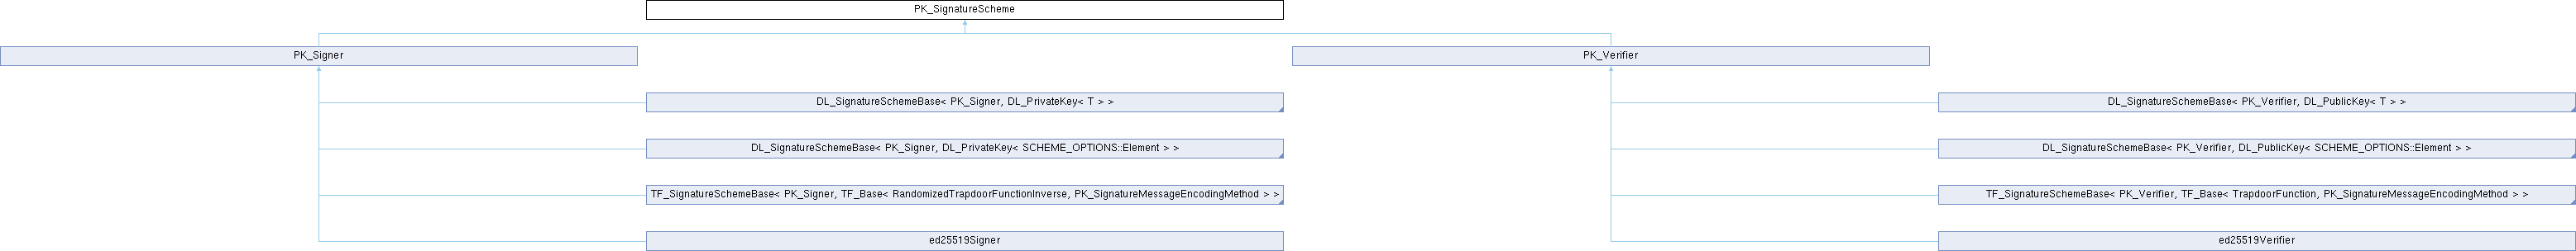 PK_SignatureScheme
PK_Signer
PK_Verifier
DL_SignatureSchemeBase< PK_Signer, DL_PrivateKey< T > >
DL_SignatureSchemeBase< PK_Verifier, DL_PublicKey< T > >
DL_SignatureSchemeBase< PK_Signer, DL_PrivateKey< SCHEME_OPTIONS::Element > >
DL_SignatureSchemeBase< PK_Verifier, DL_PublicKey< SCHEME_OPTIONS::Element > >
TF_SignatureSchemeBase< PK_Signer, TF_Base< RandomizedTrapdoorFunctionInverse, PK_SignatureMessageEncodingMethod > >
TF_SignatureSchemeBase< PK_Verifier, TF_Base< TrapdoorFunction, PK_SignatureMessageEncodingMethod > >
ed25519Signer
ed25519Verifier